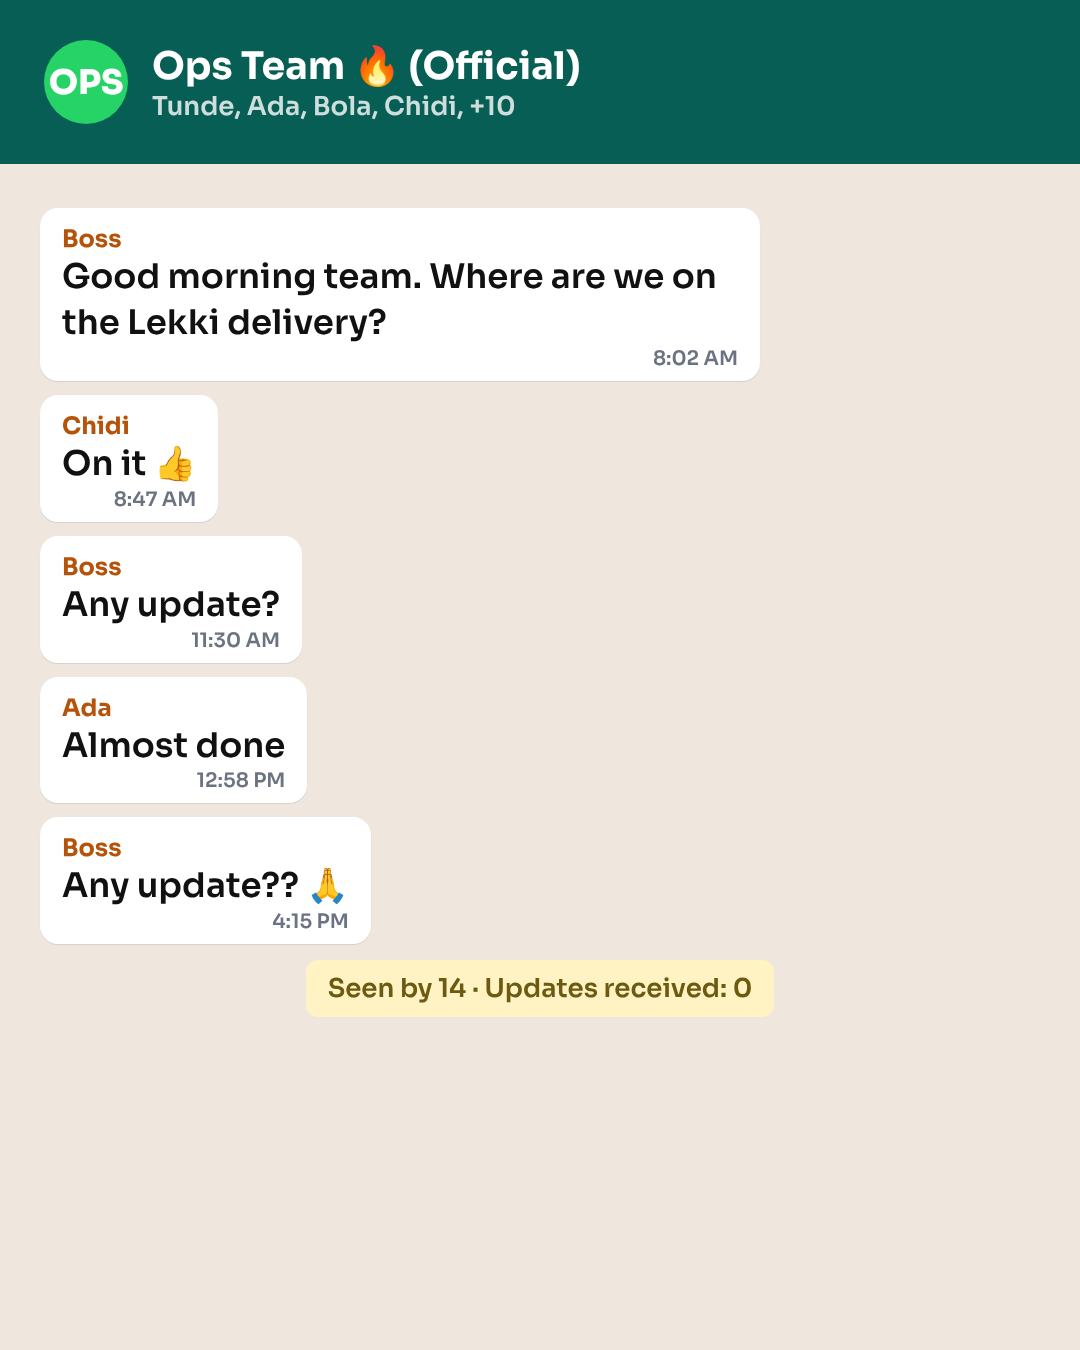 OPS
Ops Team 🔥 (Official)
Tunde, Ada, Bola, Chidi, +10
Boss
Good morning team. Where are we on
the Lekki delivery?
8:02 AM
Chidi
On it 👍
8:47 AM
Boss
Any update?
11:30 AM
Ada
Almost done
12:58 PM
Boss
Any update?? 🙏
4:15 PM
Seen by 14 · Updates received: 0